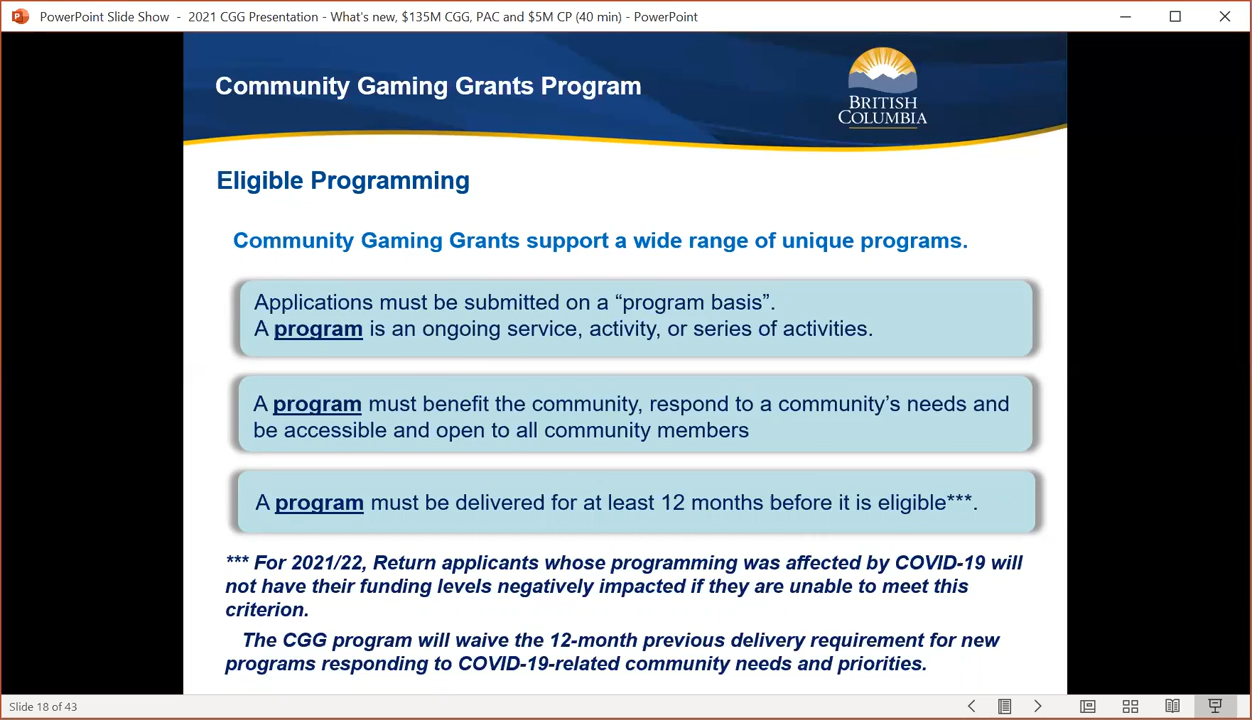 PowerPoint Slide Show - 2021 CGG Presentation - What's new, $135M CGG, PAC and $5M CP (40 min) - PowerPoint
Community Gaming Grants Program
BRITISH
COLUMBIA
Eligible Programming
Community Gaming Grants support a wide range of unique programs.
Applications must be submitted on a “program basis”.
A program is an ongoing service, activity, or series of activities.
A program must benefit the community, respond to a community’s needs and
be accessible and open to all community members
A program must be delivered for at least 12 months before it is eligible***.
*** For 2021/22, Return applicants whose programming was affected by COVID-19 will
not have their funding levels negatively impacted if they are unable to meet this
criterion.
The CGG program will waive the 12-month previous delivery requirement for new
programs responding to COVID-19-related community needs and priorities.
Slide 18 of 43